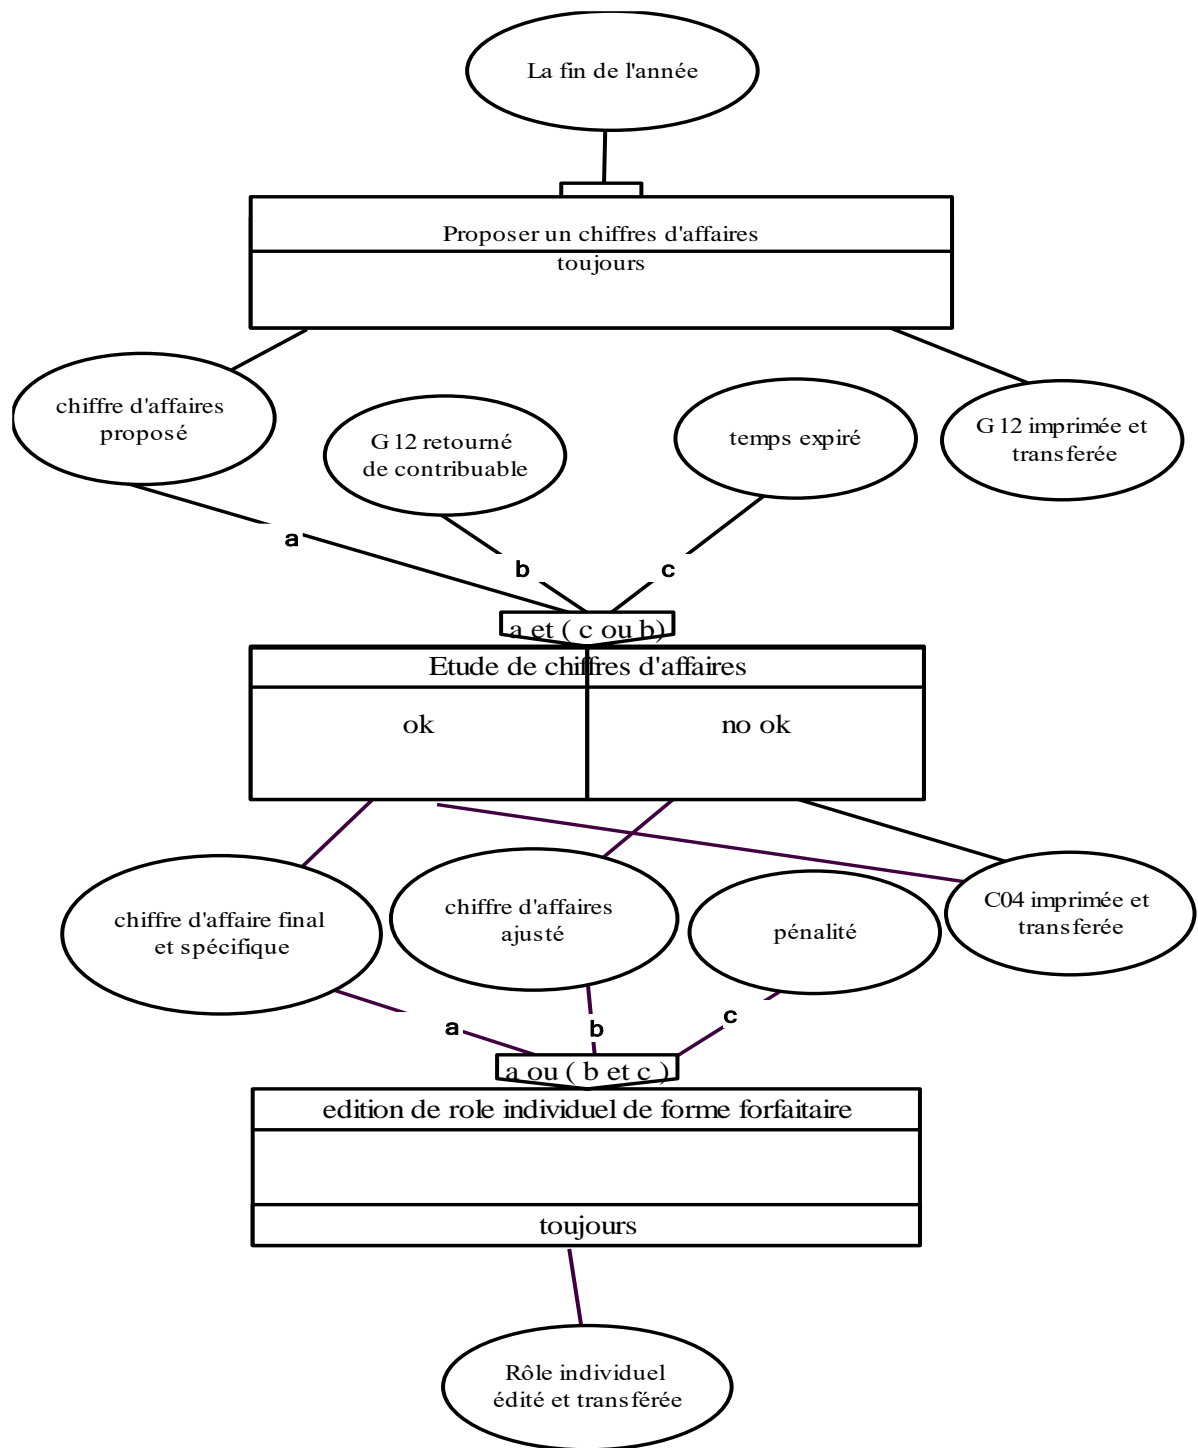 La fin de l'année
Proposer un chiffres d'affaires
toujours
chiffre d'affaires
proposé
G12 retourné
de contribuable
temps expiré
G12 imprimée et
transferée
a
b
c
a et ( c ou b)
Etude de chiffres d'affaires
ok
no ok
chiffre d'affaire final
et spécifique
chiffre d'affaires
ajusté
pénalité
C04 imprimée et
transferée
a
b
c
a ou ( b et c )
edition de role individuel de forme forfaitaire
toujours
Rôle individuel
édité et transférée